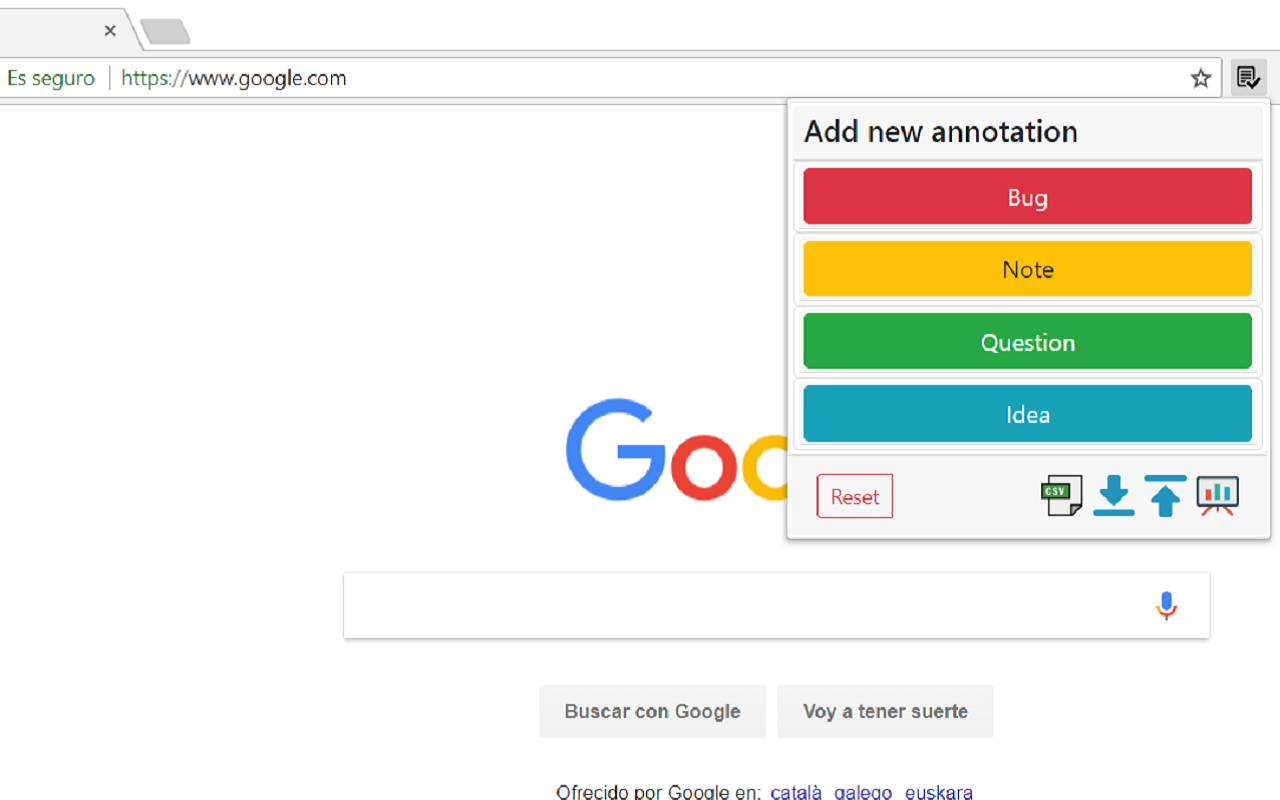 Es seguro https://www.google.com
Add new annotation
Bug
Note
Question
Idea
Goo
Reset
CSV
Buscar con Google Voy a tener suerte
Ofrecido por Google en: català galego euskara